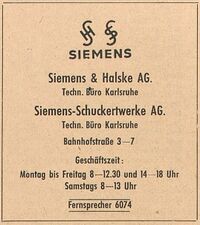 SIEMENS
Siemens & Halske AG.
Techn. Büro Karlsruhe
Siemens-Schuckertwerke AG.
Techn. Büro Karlsruhe
Bahnhofstraße 3—7
Geschäftszeit:
Montag bis Freitag 8—12.30 und 14—18 Uhr
Samstags 8—13 Uhr
Fernsprecher 6074